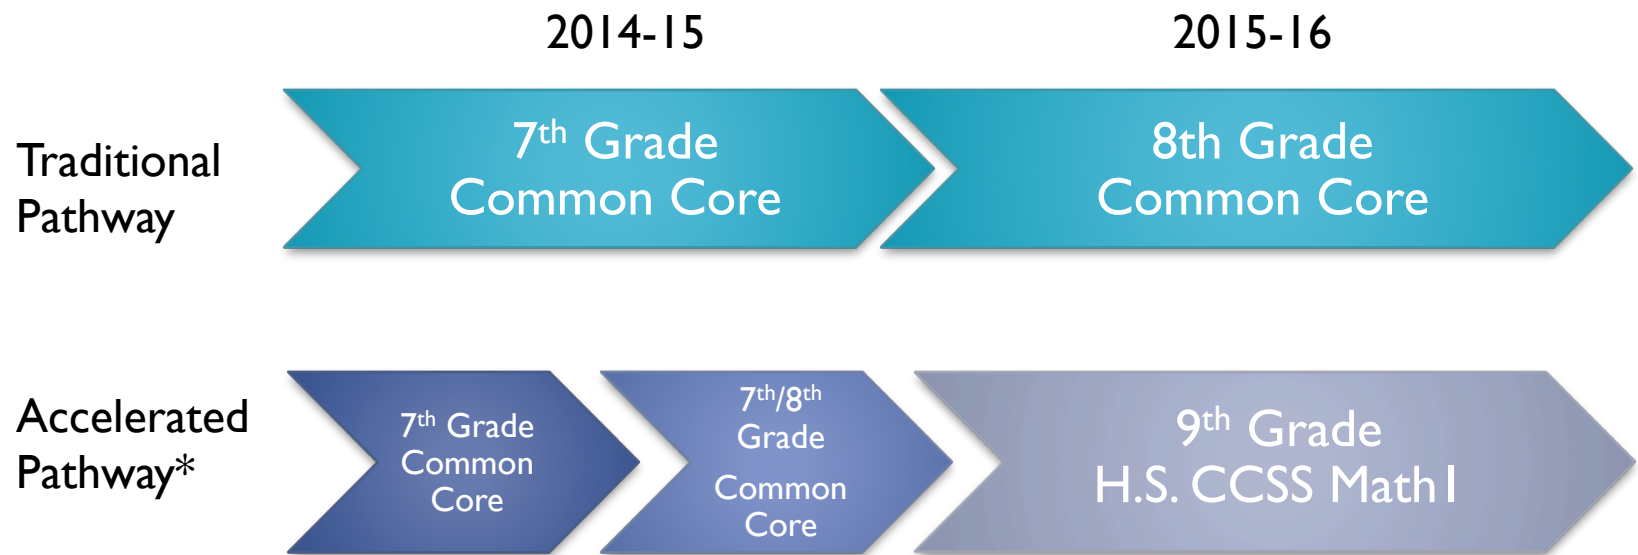 2014-15
2015-16
Traditional
Pathway
7th Grade
Common Core
8th Grade
Common Core
Accelerated
Pathway*
7th Grade
Common
Core
7th/8th
Grade
Common
Core
9th Grade
H.S. CCSS Math1